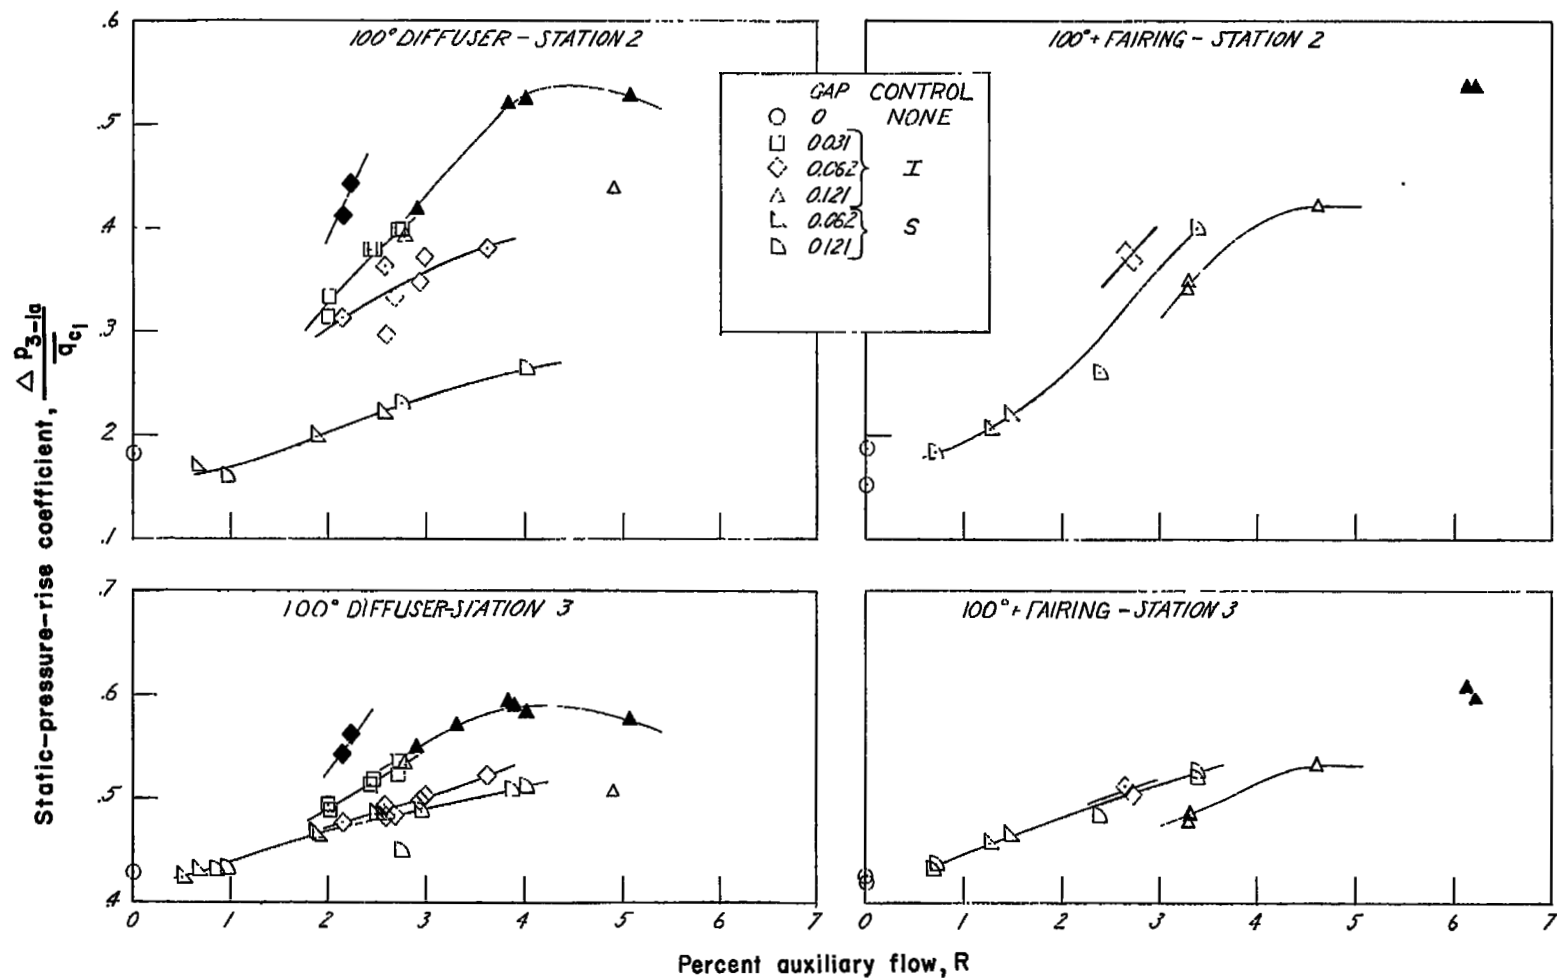 100° DIFFUSER - STATION 2
100° + FAIRING - STATION 2
GAP CONTROL
0 NONE
0.031
0.062 I
0.121
0.062 S
0.121
.6
.5
.4
.3
.2
.1
100° DIFFUSER-STATION 3
100° + FAIRING - STATION 3
.7
.6
.5
.4
0 1 2 3 4 5 6 7
0 1 2 3 4 5 6 7
Static-pressure-rise coefficient, Δ p3-1a / qc1
Percent auxiliary flow, R